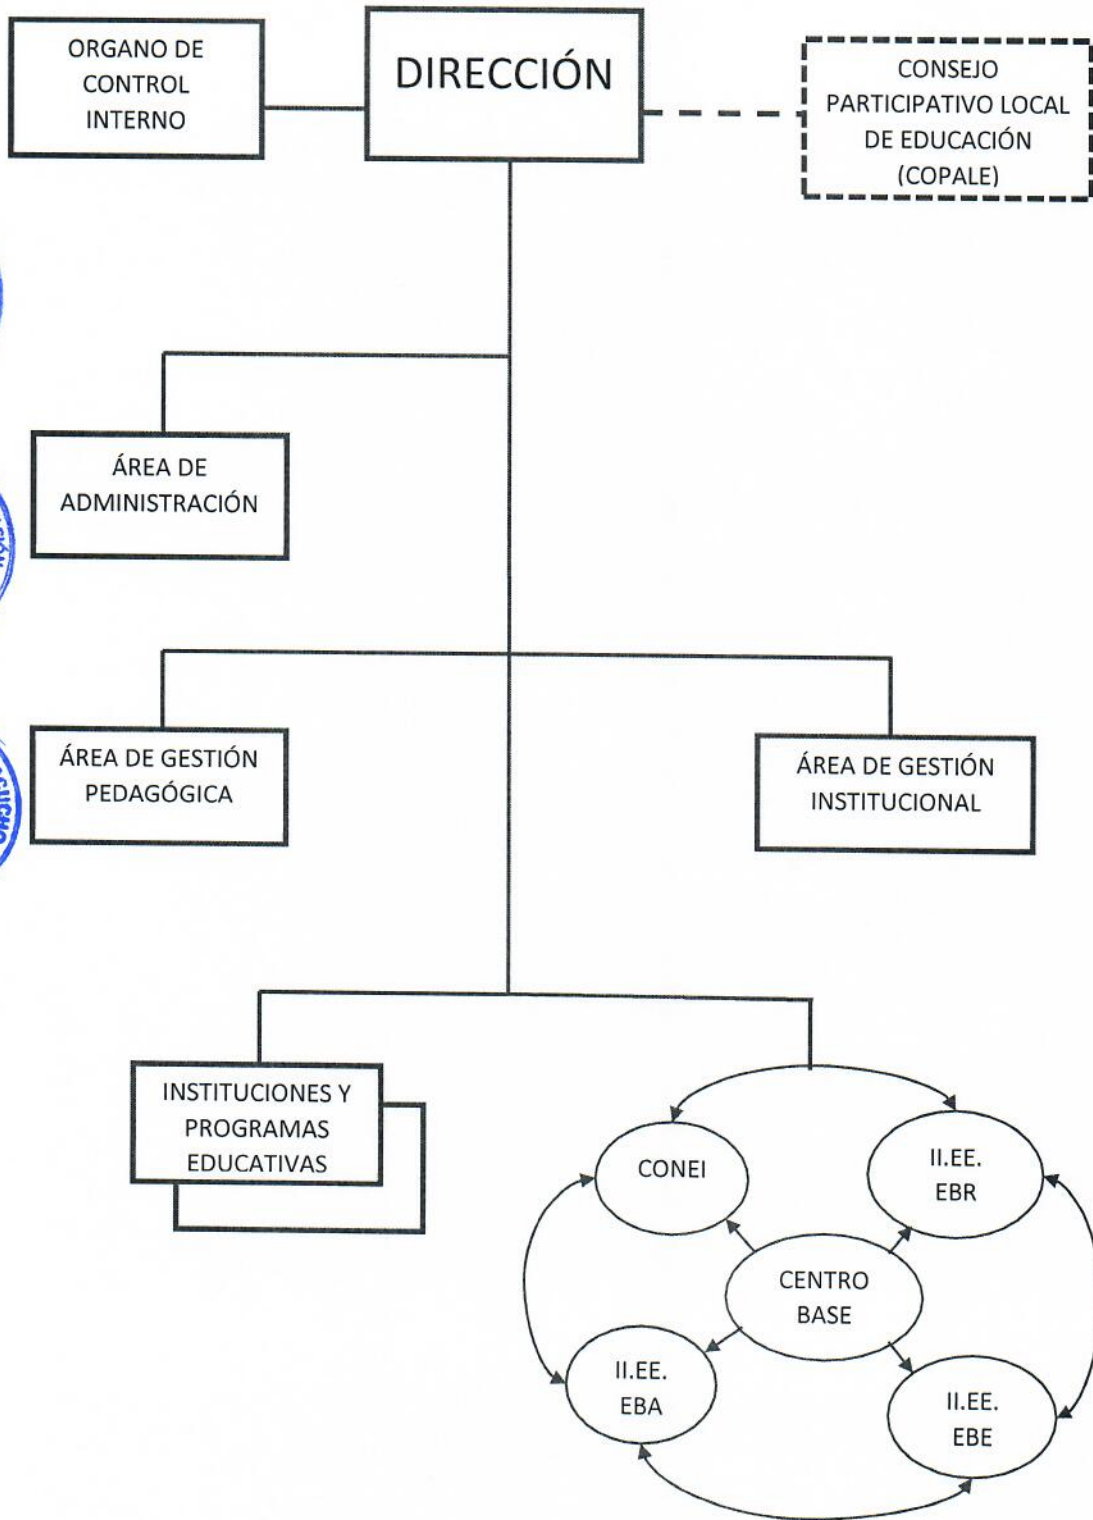 ORGANO DE
CONTROL
INTERNO
DIRECCIÓN
CONSEJO
PARTICIPATIVO LOCAL
DE EDUCACIÓN
(COPALE)
ÁREA DE
ADMINISTRACIÓN
ÁREA DE GESTIÓN
PEDAGÓGICA
ÁREA DE GESTIÓN
INSTITUCIONAL
INSTITUCIONES Y
PROGRAMAS
EDUCATIVAS
CONEI
II.EE.
EBR
CENTRO
BASE
II.EE.
EBA
II.EE.
EBE